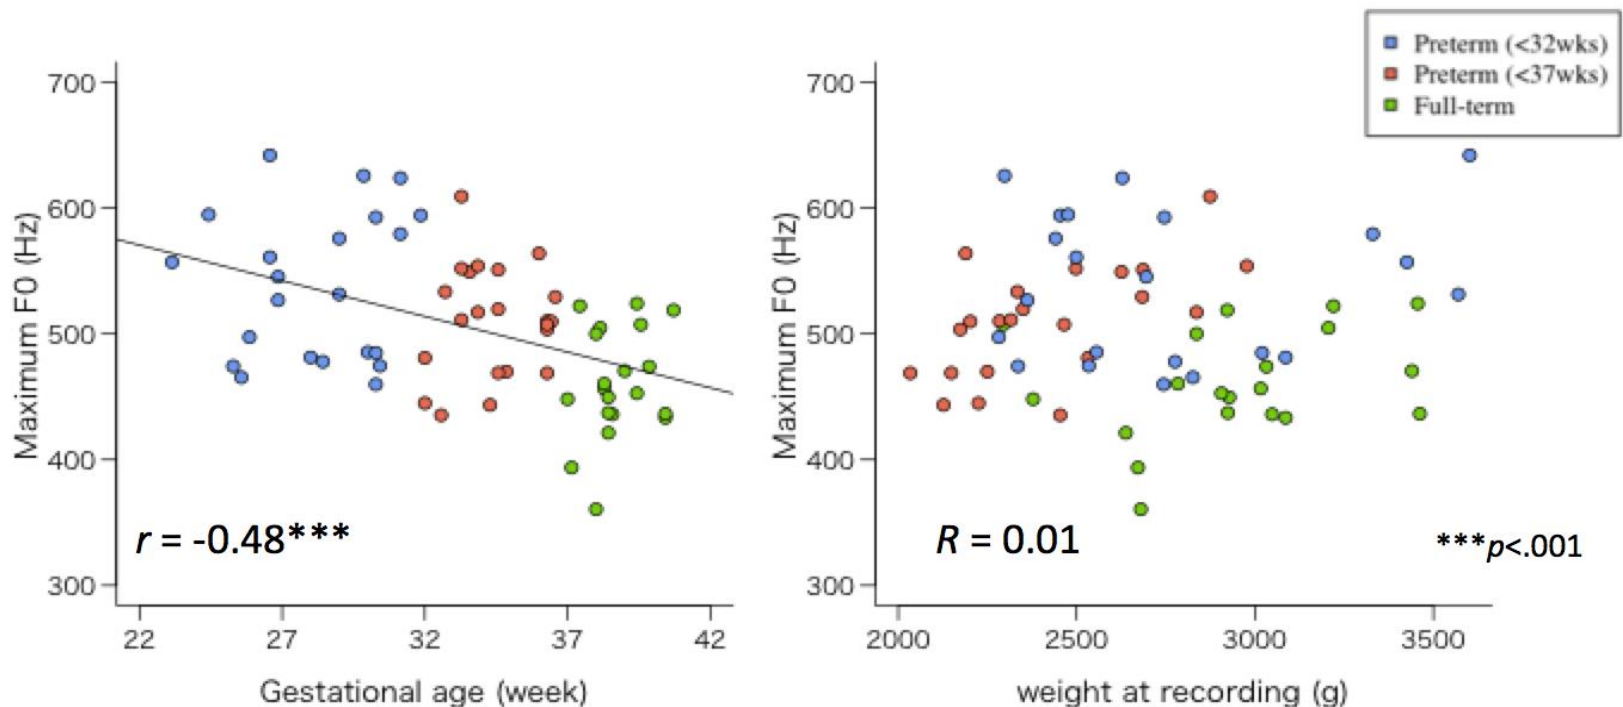 Preterm (<32wks)
Preterm (<37wks)
Full-term
Maximum F0 (Hz)
700
600
500
400
300
r = -0.48***
22 27 32 37 42
Gestational age (week)
Maximum F0 (Hz)
700
600
500
400
300
R = 0.01
***p<.001
2000 2500 3000 3500
weight at recording (g)